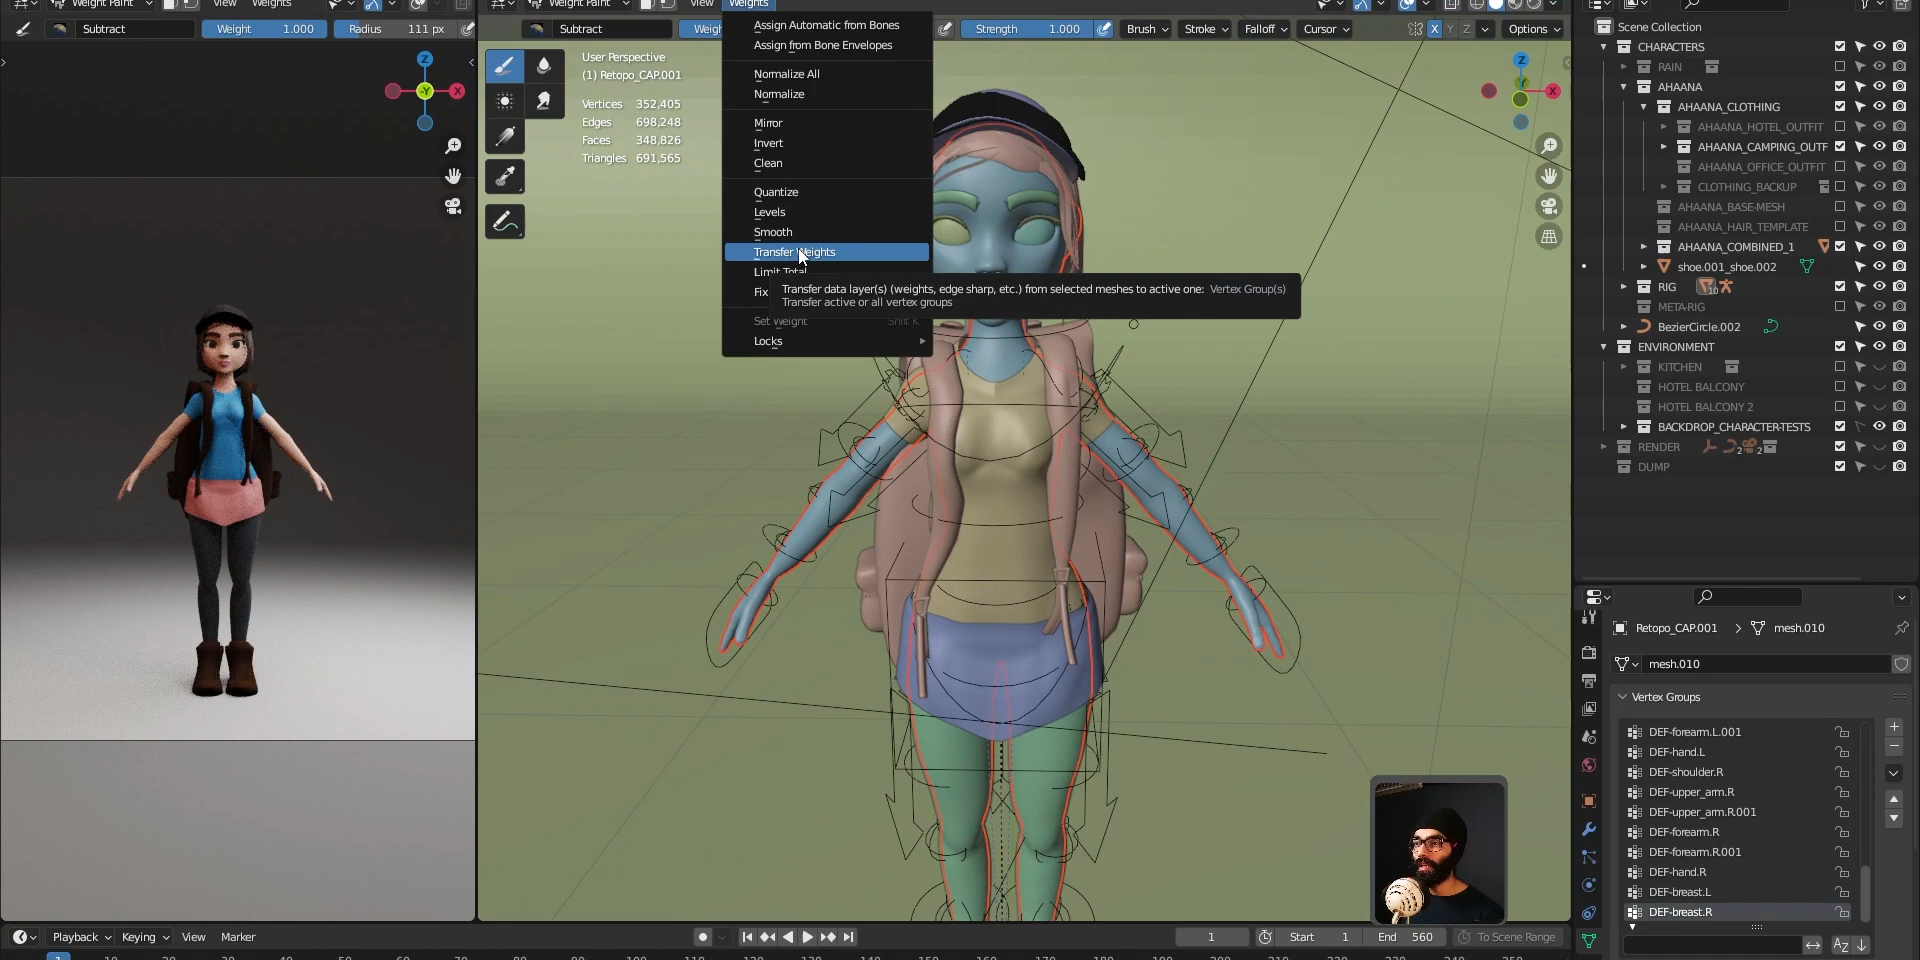 Weight Paint
View
Weights
Subtract
Weight 1.000
Radius 111 px
Weight Paint
View
Weights
Subtract
Strength 1.000
Brush
Stroke
Falloff
Cursor
X
Y
Z
Options
User Perspective
(1) Retopo_CAP.001
Vertices 352,405
Edges 698,248
Faces 348,826
Triangles 691,565
Z
-Y
X
Z
Y
X
Assign Automatic from Bones
Assign from Bone Envelopes
Normalize All
Normalize
Mirror
Invert
Clean
Quantize
Levels
Smooth
Transfer Weights
Limit Total
Fix
Set Weight Shift K
Locks
Transfer data layer(s) (weights, edge sharp, etc.) from selected meshes to active one: Vertex Group(s)
Transfer active or all vertex groups
Scene Collection
CHARACTERS
RAIN
AHAANA
AHAANA_CLOTHING
AHAANA_HOTEL_OUTFIT
AHAANA_CAMPING_OUTF
AHAANA_OFFICE_OUTFIT
CLOTHING_BACKUP
AHAANA_BASE-MESH
AHAANA_HAIR_TEMPLATE
AHAANA_COMBINED_1
shoe.001_shoe.002
RIG 10
META-RIG
BezierCircle.002
ENVIRONMENT
KITCHEN
HOTEL BALCONY
HOTEL BALCONY 2
BACKDROP_CHARACTER-TESTS
RENDER 2 2
DUMP
Retopo_CAP.001 > mesh.010
mesh.010
Vertex Groups
DEF-forearm.L.001
DEF-hand.L
DEF-shoulder.R
DEF-upper_arm.R
DEF-upper_arm.R.001
DEF-forearm.R
DEF-forearm.R.001
DEF-hand.R
DEF-breast.L
DEF-breast.R
Playback
Keying
View
Marker
1
Start 1
End 560
To Scene Range
1